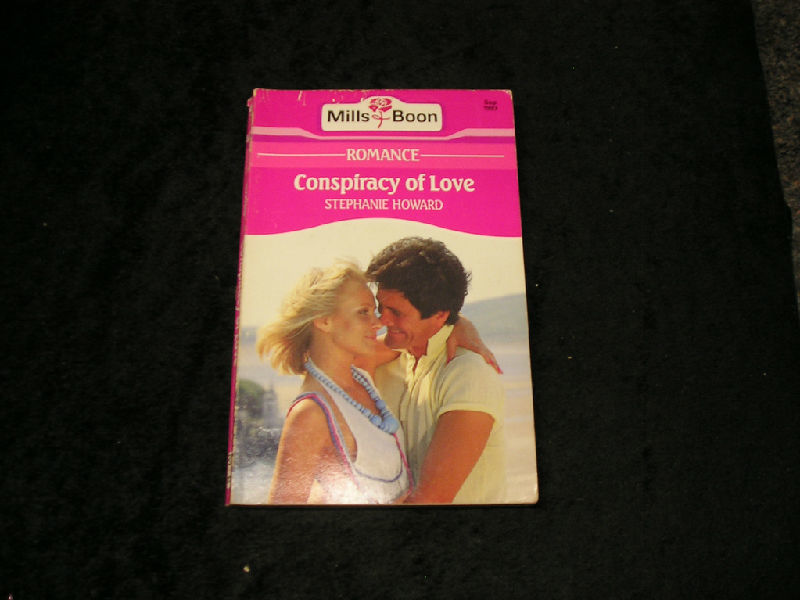 Mills & Boon
ROMANCE
Conspiracy of Love
STEPHANIE HOWARD